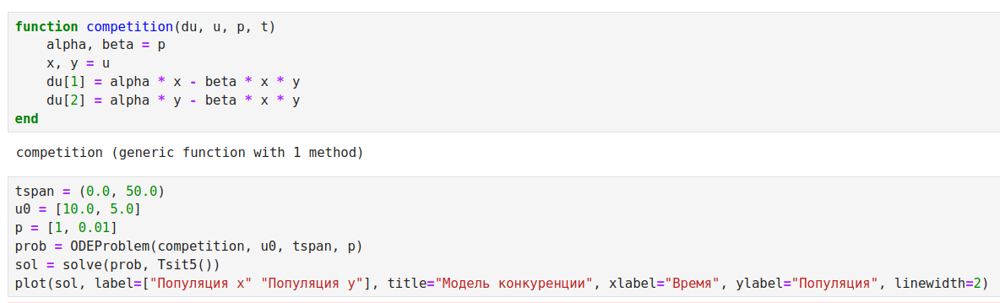 function competition(du, u, p, t)
    alpha, beta = p
    x, y = u
    du[1] = alpha * x - beta * x * y
    du[2] = alpha * y - beta * x * y
end
competition (generic function with 1 method)
tspan = (0.0, 50.0)
u0 = [10.0, 5.0]
p = [1, 0.01]
prob = ODEProblem(competition, u0, tspan, p)
sol = solve(prob, Tsit5())
plot(sol, label=["Популяция x" "Популяция y"], title="Модель конкуренции", xlabel="Время", ylabel="Популяция", linewidth=2)